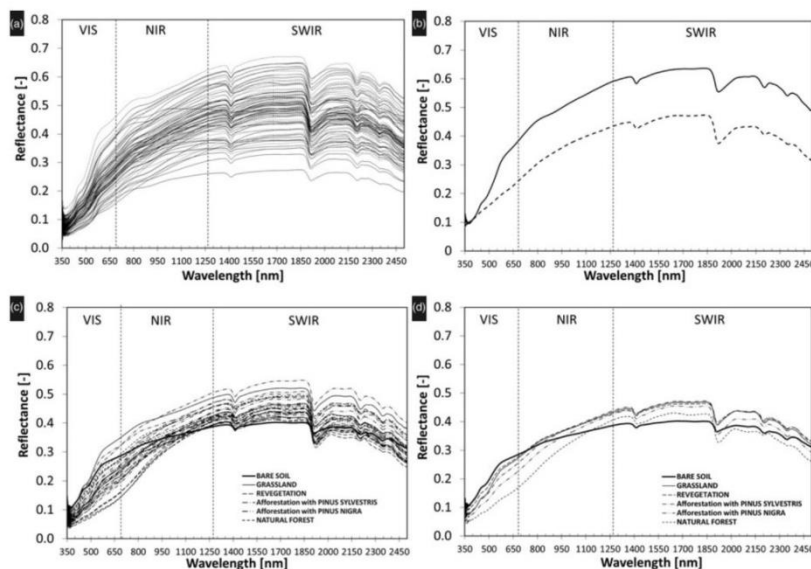 (a)
VIS NIR SWIR
Reflectance [-]
0.8
0.7
0.6
0.5
0.4
0.3
0.2
0.1
0.0
350 500 650 800 950 1100 1250 1400 1550 1700 1850 2000 2150 2300 2450
Wavelength [nm]
(b)
VIS NIR SWIR
Reflectance [-]
0.8
0.7
0.6
0.5
0.4
0.3
0.2
0.1
0.0
350 500 650 800 950 1100 1250 1400 1550 1700 1850 2000 2150 2300 2450
Wavelength [nm]
(c)
VIS NIR SWIR
Reflectance [-]
0.8
0.7
0.6
0.5
0.4
0.3
0.2
0.1
0.0
BARE SOIL
GRASSLAND
REVEGETATION
Afforestation with PINUS SYLVESTRIS
Afforestation with PINUS NIGRA
NATURAL FOREST
350 500 650 800 950 1100 1250 1400 1550 1700 1850 2000 2150 2300 2450
Wavelength [nm]
(d)
VIS NIR SWIR
Reflectance [-]
0.8
0.7
0.6
0.5
0.4
0.3
0.2
0.1
0.0
BARE SOIL
GRASSLAND
REVEGETATION
Afforestation with PINUS SYLVESTRIS
Afforestation with PINUS NIGRA
NATURAL FOREST
350 500 650 800 950 1100 1250 1400 1550 1700 1850 2000 2150 2300 2450
Wavelength [nm]